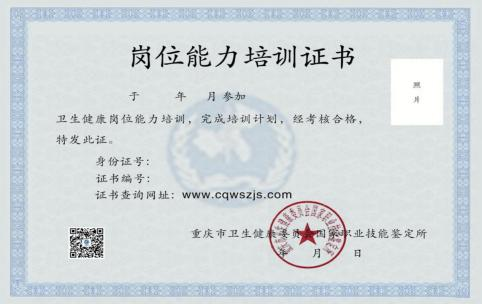 岗位能力培训证书
照片
于 年 月参加
卫生健康岗位能力培训，完成培训计划，经考核合格，
特发此证。
身份证号：
证书编号：
证书查询网址：www.cqwszjs.com
重庆市卫生健康委员会国家职业技能鉴定所
年 月 日